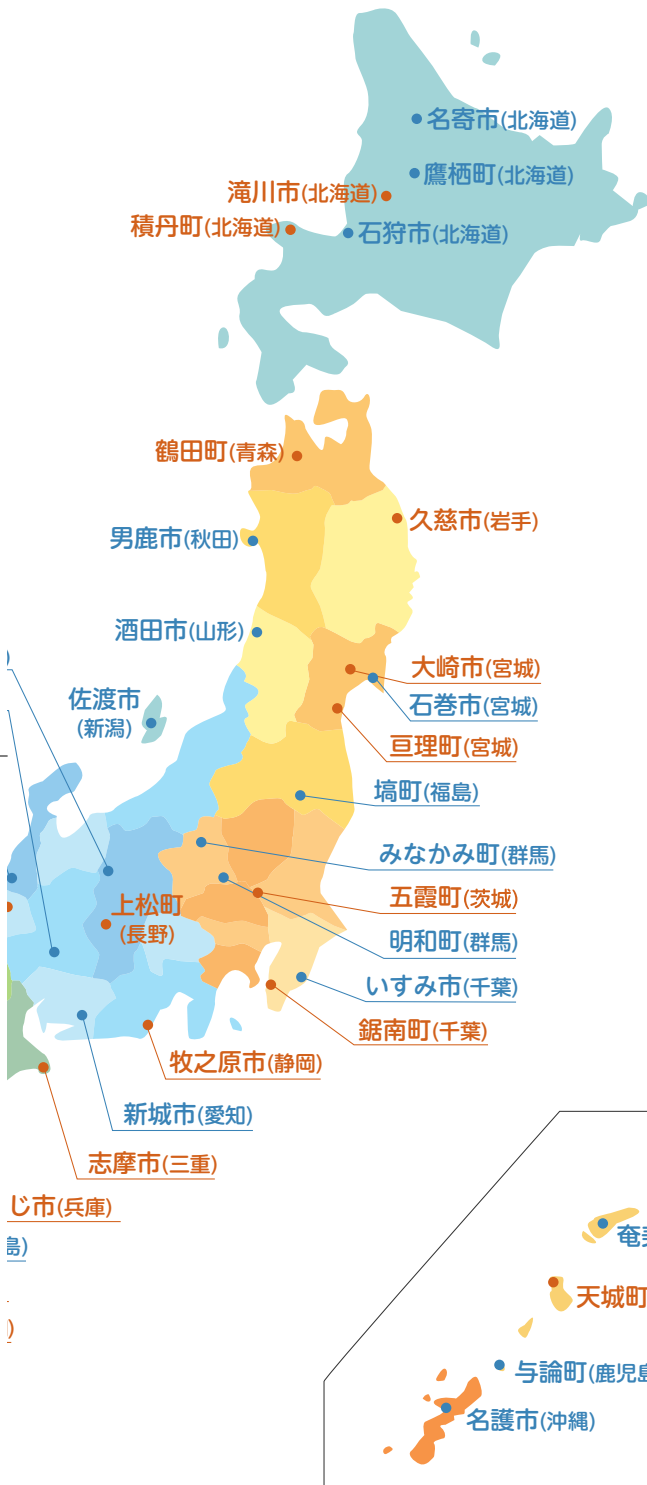 名寄市(北海道)
鷹栖町(北海道)
滝川市(北海道)
積丹町(北海道)
石狩市(北海道)
鶴田町(青森)
久慈市(岩手)
男鹿市(秋田)
酒田市(山形)
)
大崎市(宮城)
佐渡市
(新潟)
石巻市(宮城)
亘理町(宮城)
塙町(福島)
みなかみ町(群馬)
上松町
(長野)
五霞町(茨城)
明和町(群馬)
いすみ市(千葉)
鋸南町(千葉)
牧之原市(静岡)
新城市(愛知)
志摩市(三重)
じ市(兵庫)
島)
)
奄
天城町
与論町(鹿児島
名護市(沖縄)